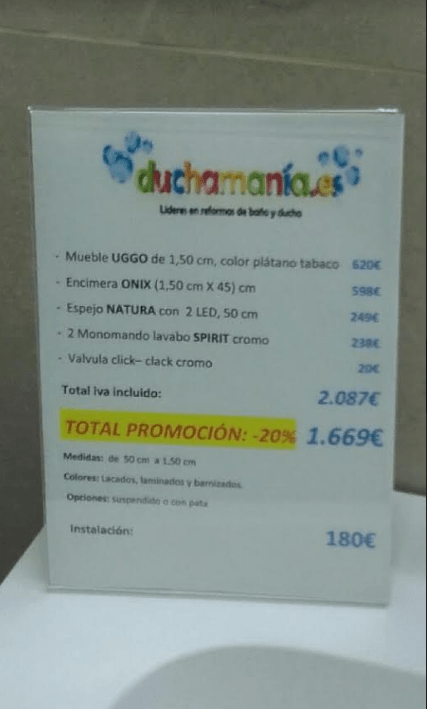 duchamanía.es
Lideres en reformas de baño y ducha
- Mueble UGGO de 1,50 cm, color plátano tabaco 620€
- Encimera ONIX (1,50 cm X 45) cm 598€
- Espejo NATURA con 2 LED, 50 cm 249€
- 2 Monomando lavabo SPIRIT cromo 238€
- Valvula click– clack cromo 20€
Total iva incluido: 2.087€
TOTAL PROMOCIÓN: -20% 1.669€
Medidas: de 50 cm a 1,50 cm
Colores: Lacados, laminados y barnizados.
Opciones: suspendido o con pata
Instalación: 180€